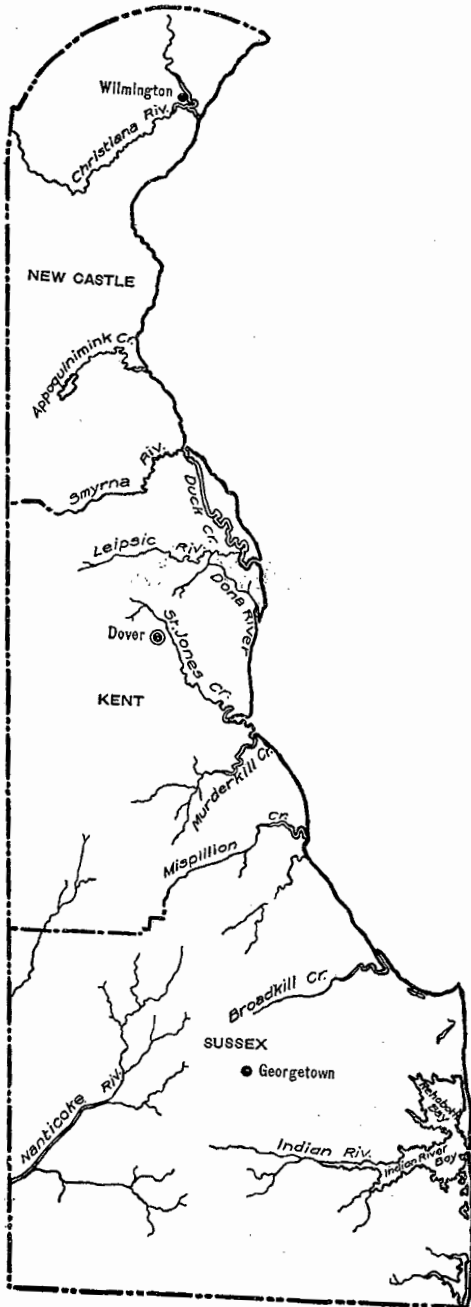 Wilmington
Christiana Riv.
NEW CASTLE
Appoquinimink Cr.
Smyrna Riv.
Duck Cr.
Leipsic Riv.
Dona River
Dover
St. Jones Cr.
KENT
Murderkill Cr.
Mispillion Cr.
Broadkill Cr.
SUSSEX
Georgetown
Rehoboth Bay
Nanticoke Riv.
Indian Riv.
Indian River Bay